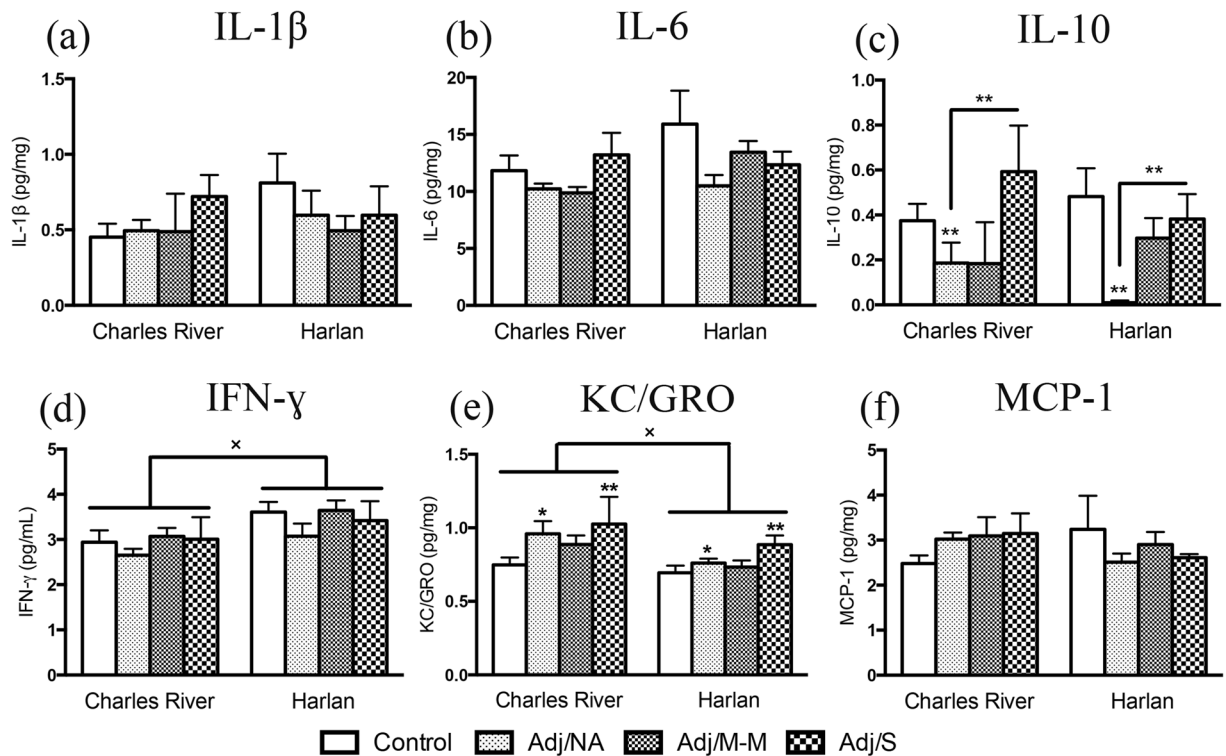 (a) IL-1β
IL-1β (pg/mg)
1.5
1.0
0.5
0.0
Charles River Harlan
(b) IL-6
IL-6 (pg/mg)
20
15
10
5
0
Charles River Harlan
(c) IL-10
IL-10 (pg/mg)
1.0
0.8
0.6
0.4
0.2
0.0
**
**
**
**
Charles River Harlan
(d) IFN-ɣ
IFN-γ (pg/mL)
5
4
3
2
1
0
×
Charles River Harlan
(e) KC/GRO
KC/GRO (pg/mg)
1.5
1.0
0.5
0.0
×
* **
* **
Charles River Harlan
(f) MCP-1
MCP-1 (pg/mg)
5
4
3
2
1
0
Charles River Harlan
Control Adj/NA Adj/M-M Adj/S